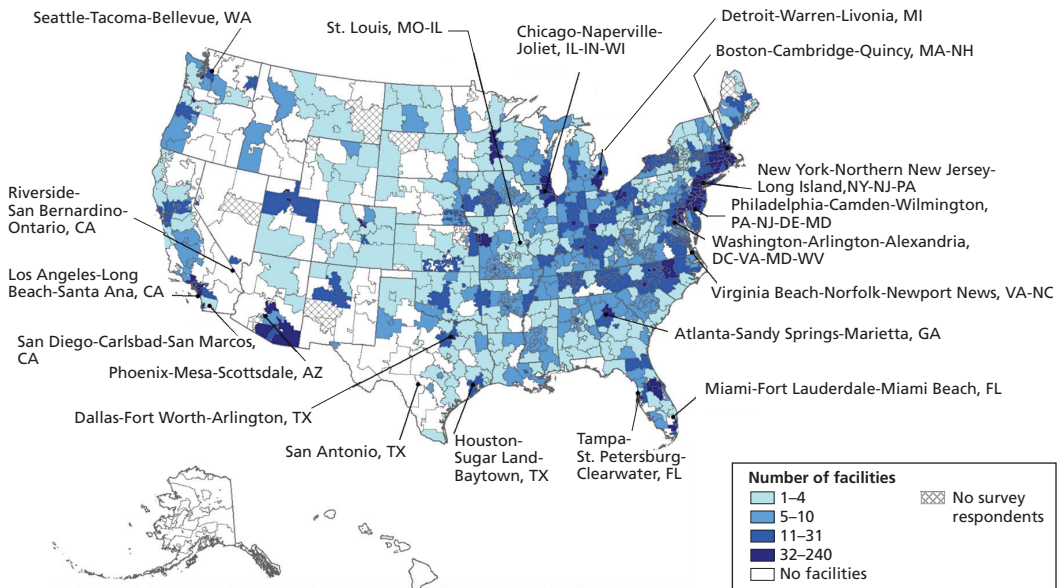 Seattle-Tacoma-Bellevue, WA
St. Louis, MO-IL
Chicago-Naperville-
Joliet, IL-IN-WI
Detroit-Warren-Livonia, MI
Boston-Cambridge-Quincy, MA-NH
New York-Northern New Jersey-
Long Island,NY-NJ-PA
Philadelphia-Camden-Wilmington,
PA-NJ-DE-MD
Washington-Arlington-Alexandria,
DC-VA-MD-WV
Virginia Beach-Norfolk-Newport News, VA-NC
Atlanta-Sandy Springs-Marietta, GA
Miami-Fort Lauderdale-Miami Beach, FL
Riverside-
San Bernardino-
Ontario, CA
Los Angeles-Long
Beach-Santa Ana, CA
San Diego-Carlsbad-San Marcos,
CA
Phoenix-Mesa-Scottsdale, AZ
Dallas-Fort Worth-Arlington, TX
San Antonio, TX
Houston-
Sugar Land-
Baytown, TX
Tampa-
St. Petersburg-
Clearwater, FL
Number of facilities
1–4
5–10
11–31
32–240
No facilities
No survey
respondents